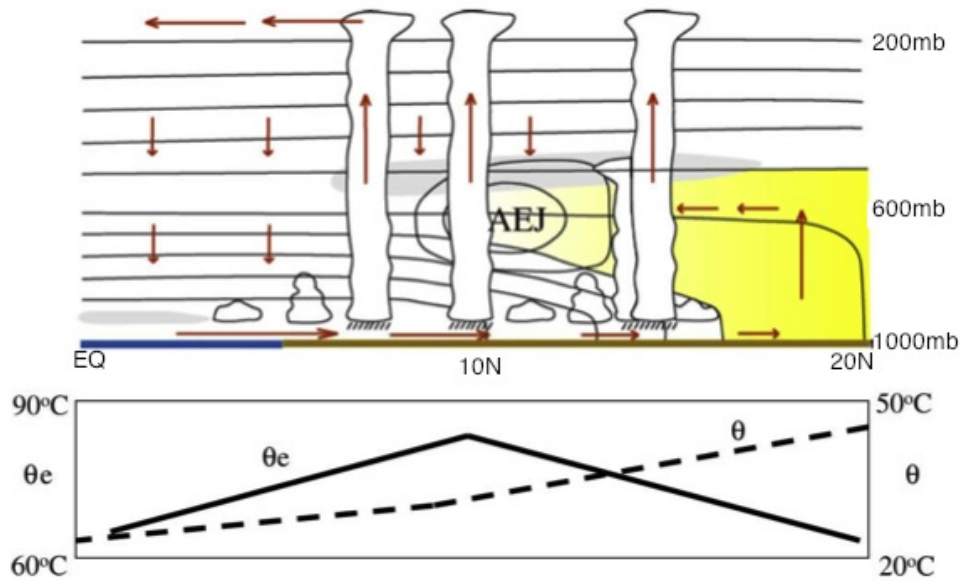 200mb
AEJ
600mb
1000mb
EQ
10N
20N
90°C
50°C
θe
θ
θe
θ
60°C
20°C